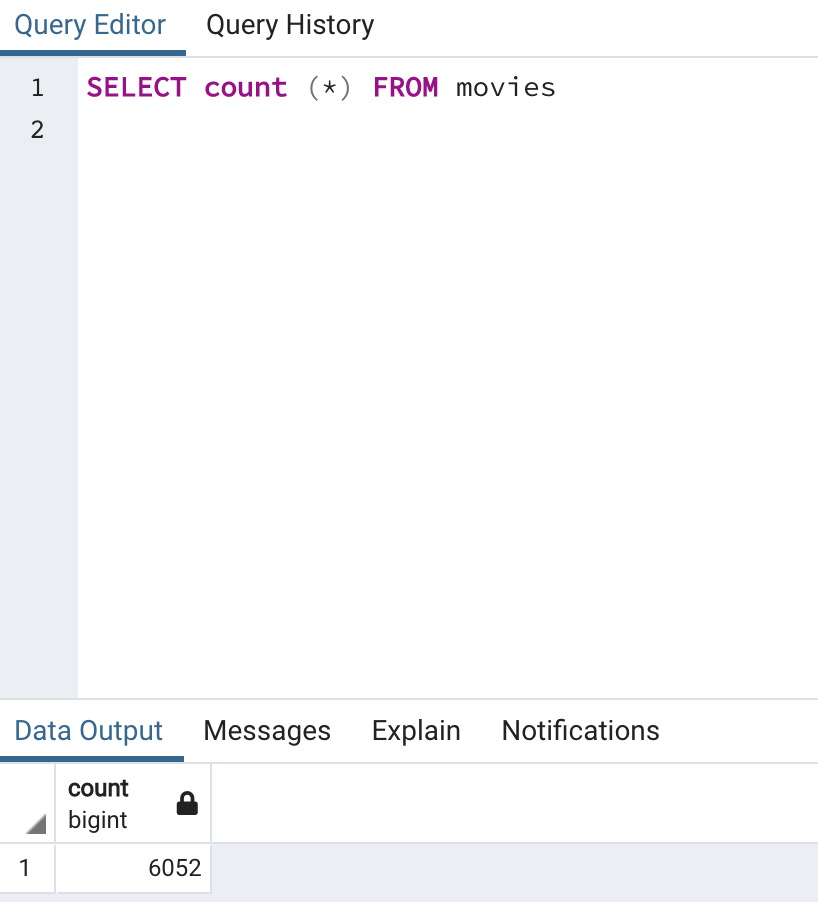 Query Editor Query History
1 SELECT count (*) FROM movies
2
Data Output Messages Explain Notifications
count
bigint
1 6052